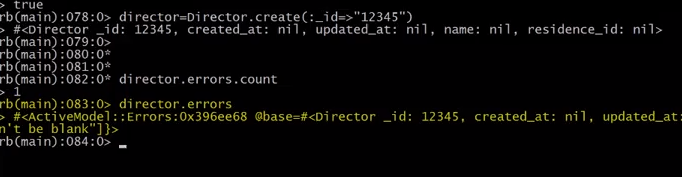 > true
rb(main):078:0> director=Director.create(:_id=>"12345")
> #<Director _id: 12345, created_at: nil, updated_at: nil, name: nil, residence_id: nil>
rb(main):079:0>
rb(main):080:0*
rb(main):081:0*
rb(main):082:0* director.errors.count
> 1
rb(main):083:0> director.errors
> #<ActiveModel::Errors:0x396ee68 @base=#<Director _id: 12345, created_at: nil, updated_at:
n't be blank"]}>
rb(main):084:0> _